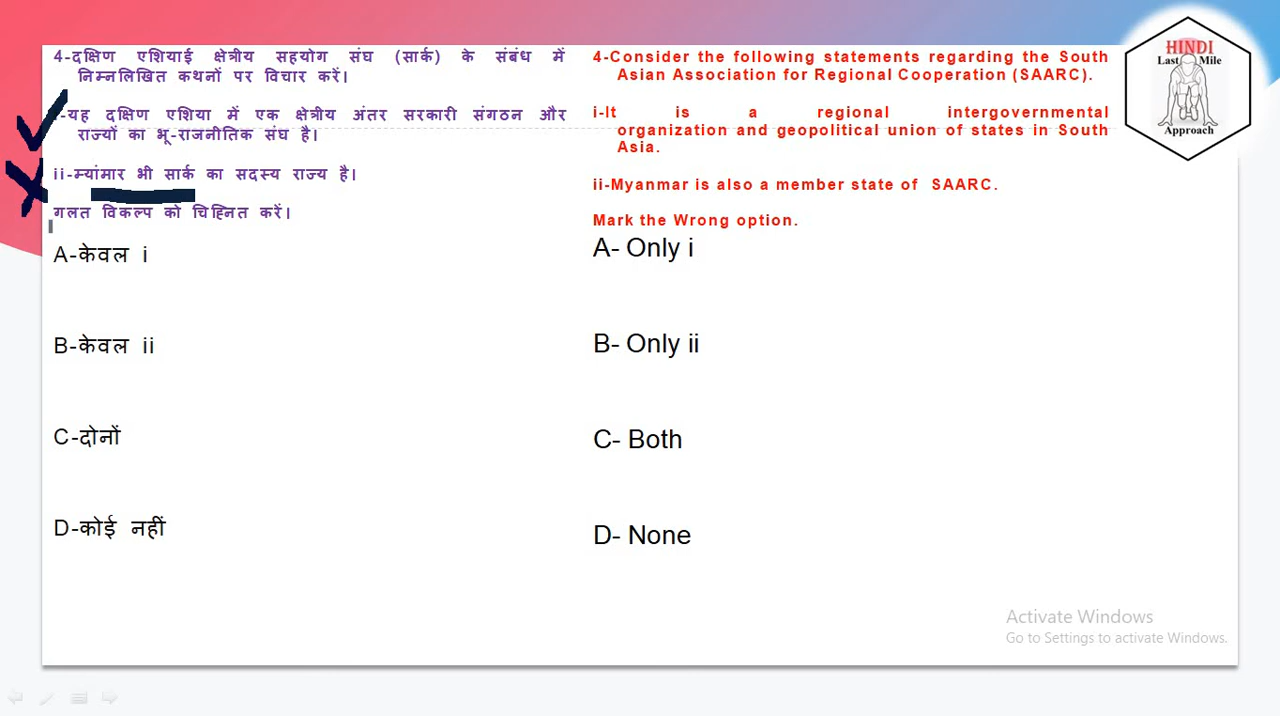 4-दक्षिण एशियाई क्षेत्रीय सहयोग संघ (सार्क) के संबंध में
निम्नलिखित कथनों पर विचार करें।
-यह दक्षिण एशिया में एक क्षेत्रीय अंतर सरकारी संगठन और
राज्यों का भू-राजनीतिक संघ है।
ii-म्यांमार भी सार्क का सदस्य राज्य है।
गलत विकल्प को चिह्नित करें।
A-केवल i
B-केवल ii
C-दोनों
D-कोई नहीं
4-Consider the following statements regarding the South
Asian Association for Regional Cooperation (SAARC).
i-It is a regional intergovernmental
organization and geopolitical union of states in South
Asia.
ii-Myanmar is also a member state of SAARC.
Mark the Wrong option.
A- Only i
B- Only ii
C- Both
D- None
HINDI
Last Mile
Approach
Activate Windows
Go to Settings to activate Windows.